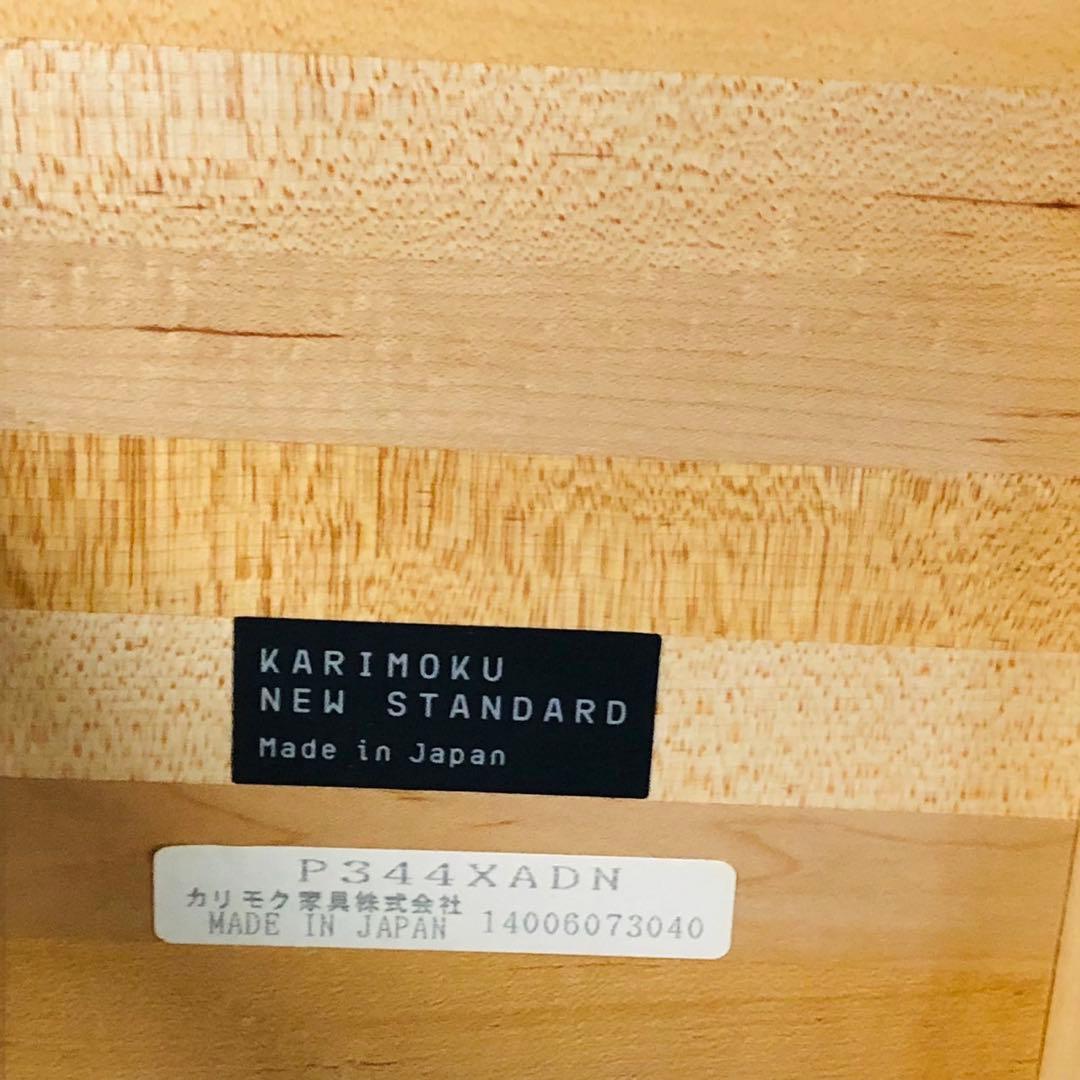 KARIMOKU
NEW STANDARD
Made in Japan
P344XADN
カリモク家具株式会社
MADE IN JAPAN 14006073040